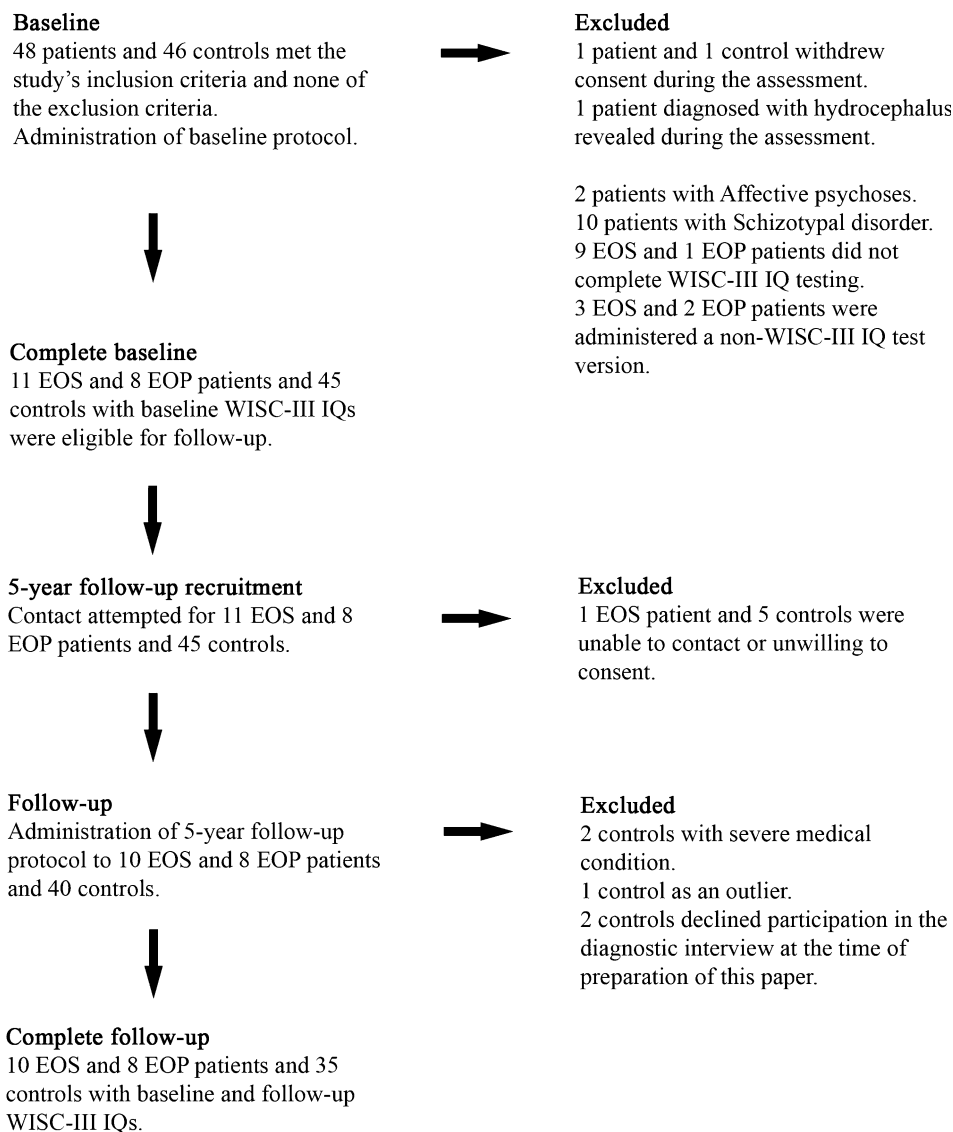 Baseline
48 patients and 46 controls met the
study's inclusion criteria and none of
the exclusion criteria.
Administration of baseline protocol.
Excluded
1 patient and 1 control withdrew
consent during the assessment.
1 patient diagnosed with hydrocephalus
revealed during the assessment.
2 patients with Affective psychoses.
10 patients with Schizotypal disorder.
9 EOS and 1 EOP patients did not
complete WISC-III IQ testing.
3 EOS and 2 EOP patients were
administered a non-WISC-III IQ test
version.
Complete baseline
11 EOS and 8 EOP patients and 45
controls with baseline WISC-III IQs
were eligible for follow-up.
5-year follow-up recruitment
Contact attempted for 11 EOS and 8
EOP patients and 45 controls.
Excluded
1 EOS patient and 5 controls were
unable to contact or unwilling to
consent.
Follow-up
Administration of 5-year follow-up
protocol to 10 EOS and 8 EOP patients
and 40 controls.
Excluded
2 controls with severe medical
condition.
1 control as an outlier.
2 controls declined participation in the
diagnostic interview at the time of
preparation of this paper.
Complete follow-up
10 EOS and 8 EOP patients and 35
controls with baseline and follow-up
WISC-III IQs.